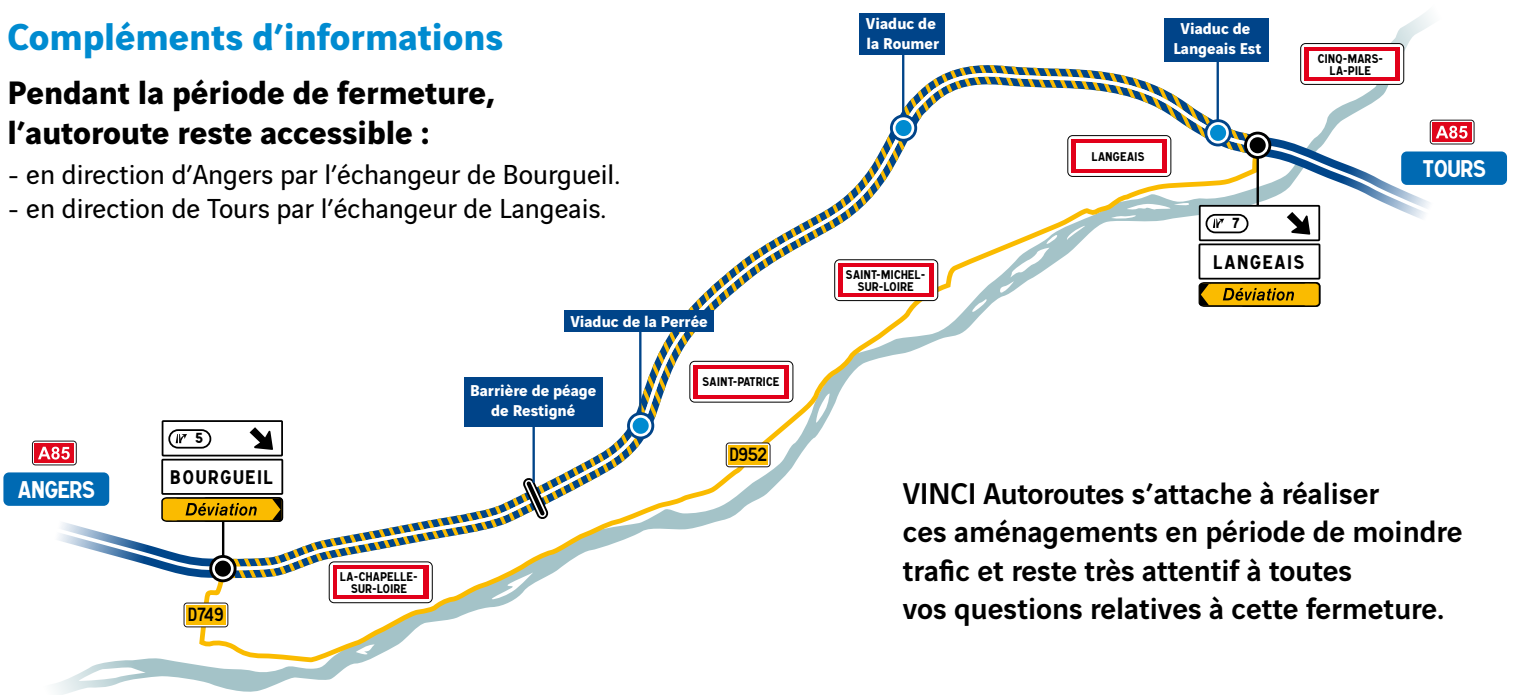 Compléments d’informations
Pendant la période de fermeture,
l’autoroute reste accessible :
- en direction d’Angers par l’échangeur de Bourgueil.
- en direction de Tours par l’échangeur de Langeais.
Viaduc de
la Roumer
Viaduc de
Langeais Est
CINQ-MARS-
LA-PILE
A85
TOURS
LANGEAIS
7
LANGEAIS
Déviation
SAINT-MICHEL-
SUR-LOIRE
Viaduc de la Perrée
SAINT-PATRICE
Barrière de péage
de Restigné
D952
A85
ANGERS
5
BOURGUEIL
Déviation
LA-CHAPELLE-
SUR-LOIRE
D749
VINCI Autoroutes s’attache à réaliser
ces aménagements en période de moindre
trafic et reste très attentif à toutes
vos questions relatives à cette fermeture.